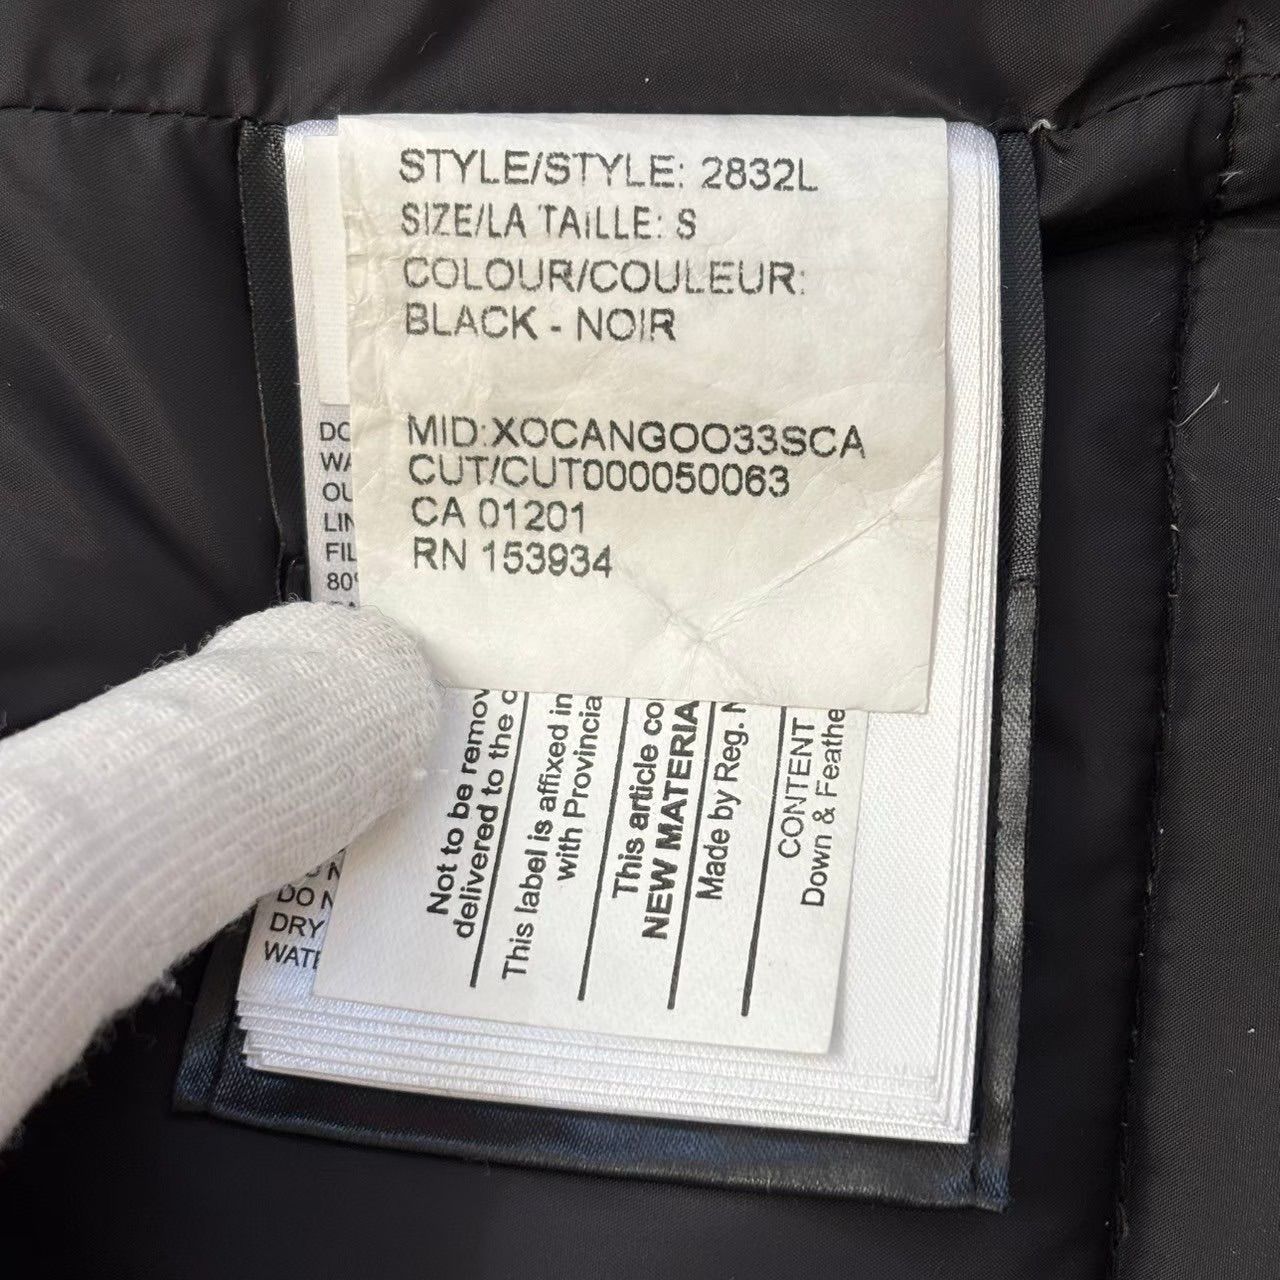 STYLE/STYLE: 2832L
SIZE/LA TAILLE: S
COLOUR/COULEUR:
BLACK - NOIR
MID:XOCANGOO33SCA
CUT/CUT000050063
CA 01201
RN 153934
DO
WA
OU
LIN
FIL
80
DO N
DRY
WATE
Not to be remov
delivered to the c
This label is affixed in
with Provincia
This article co
NEW MATERIA
Made by Reg. N
CONTENT
Down & Feathe